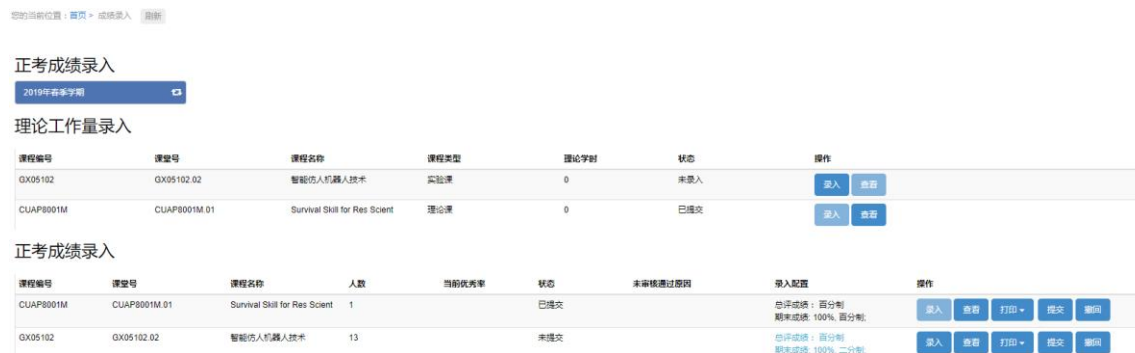 您的当前位置：首页 > 成绩录入 刷新
正考成绩录入
2019年春季学期
理论工作量录入
课程编号 课堂号 课程名称 课程类型 理论学时 状态 操作
GX05102 GX05102.02 智能仿人机器人技术 实验课 0 未录入 录入 查看
CUAP8001M CUAP8001M.01 Survival Skill for Res Scient 理论课 0 已提交 录入 查看
正考成绩录入
课程编号 课堂号 课程名称 人数 当前优秀率 状态 未审核通过原因 录入配置 操作
CUAP8001M CUAP8001M.01 Survival Skill for Res Scient 1 已提交 总评成绩： 百分制 录入 查看 打印 提交 撤回
期末成绩: 100%, 百分制;
GX05102 GX05102.02 智能仿人机器人技术 13 未提交 总评成绩： 百分制 录入 查看 打印 提交 撤回
期末成绩: 100%, 二分制;